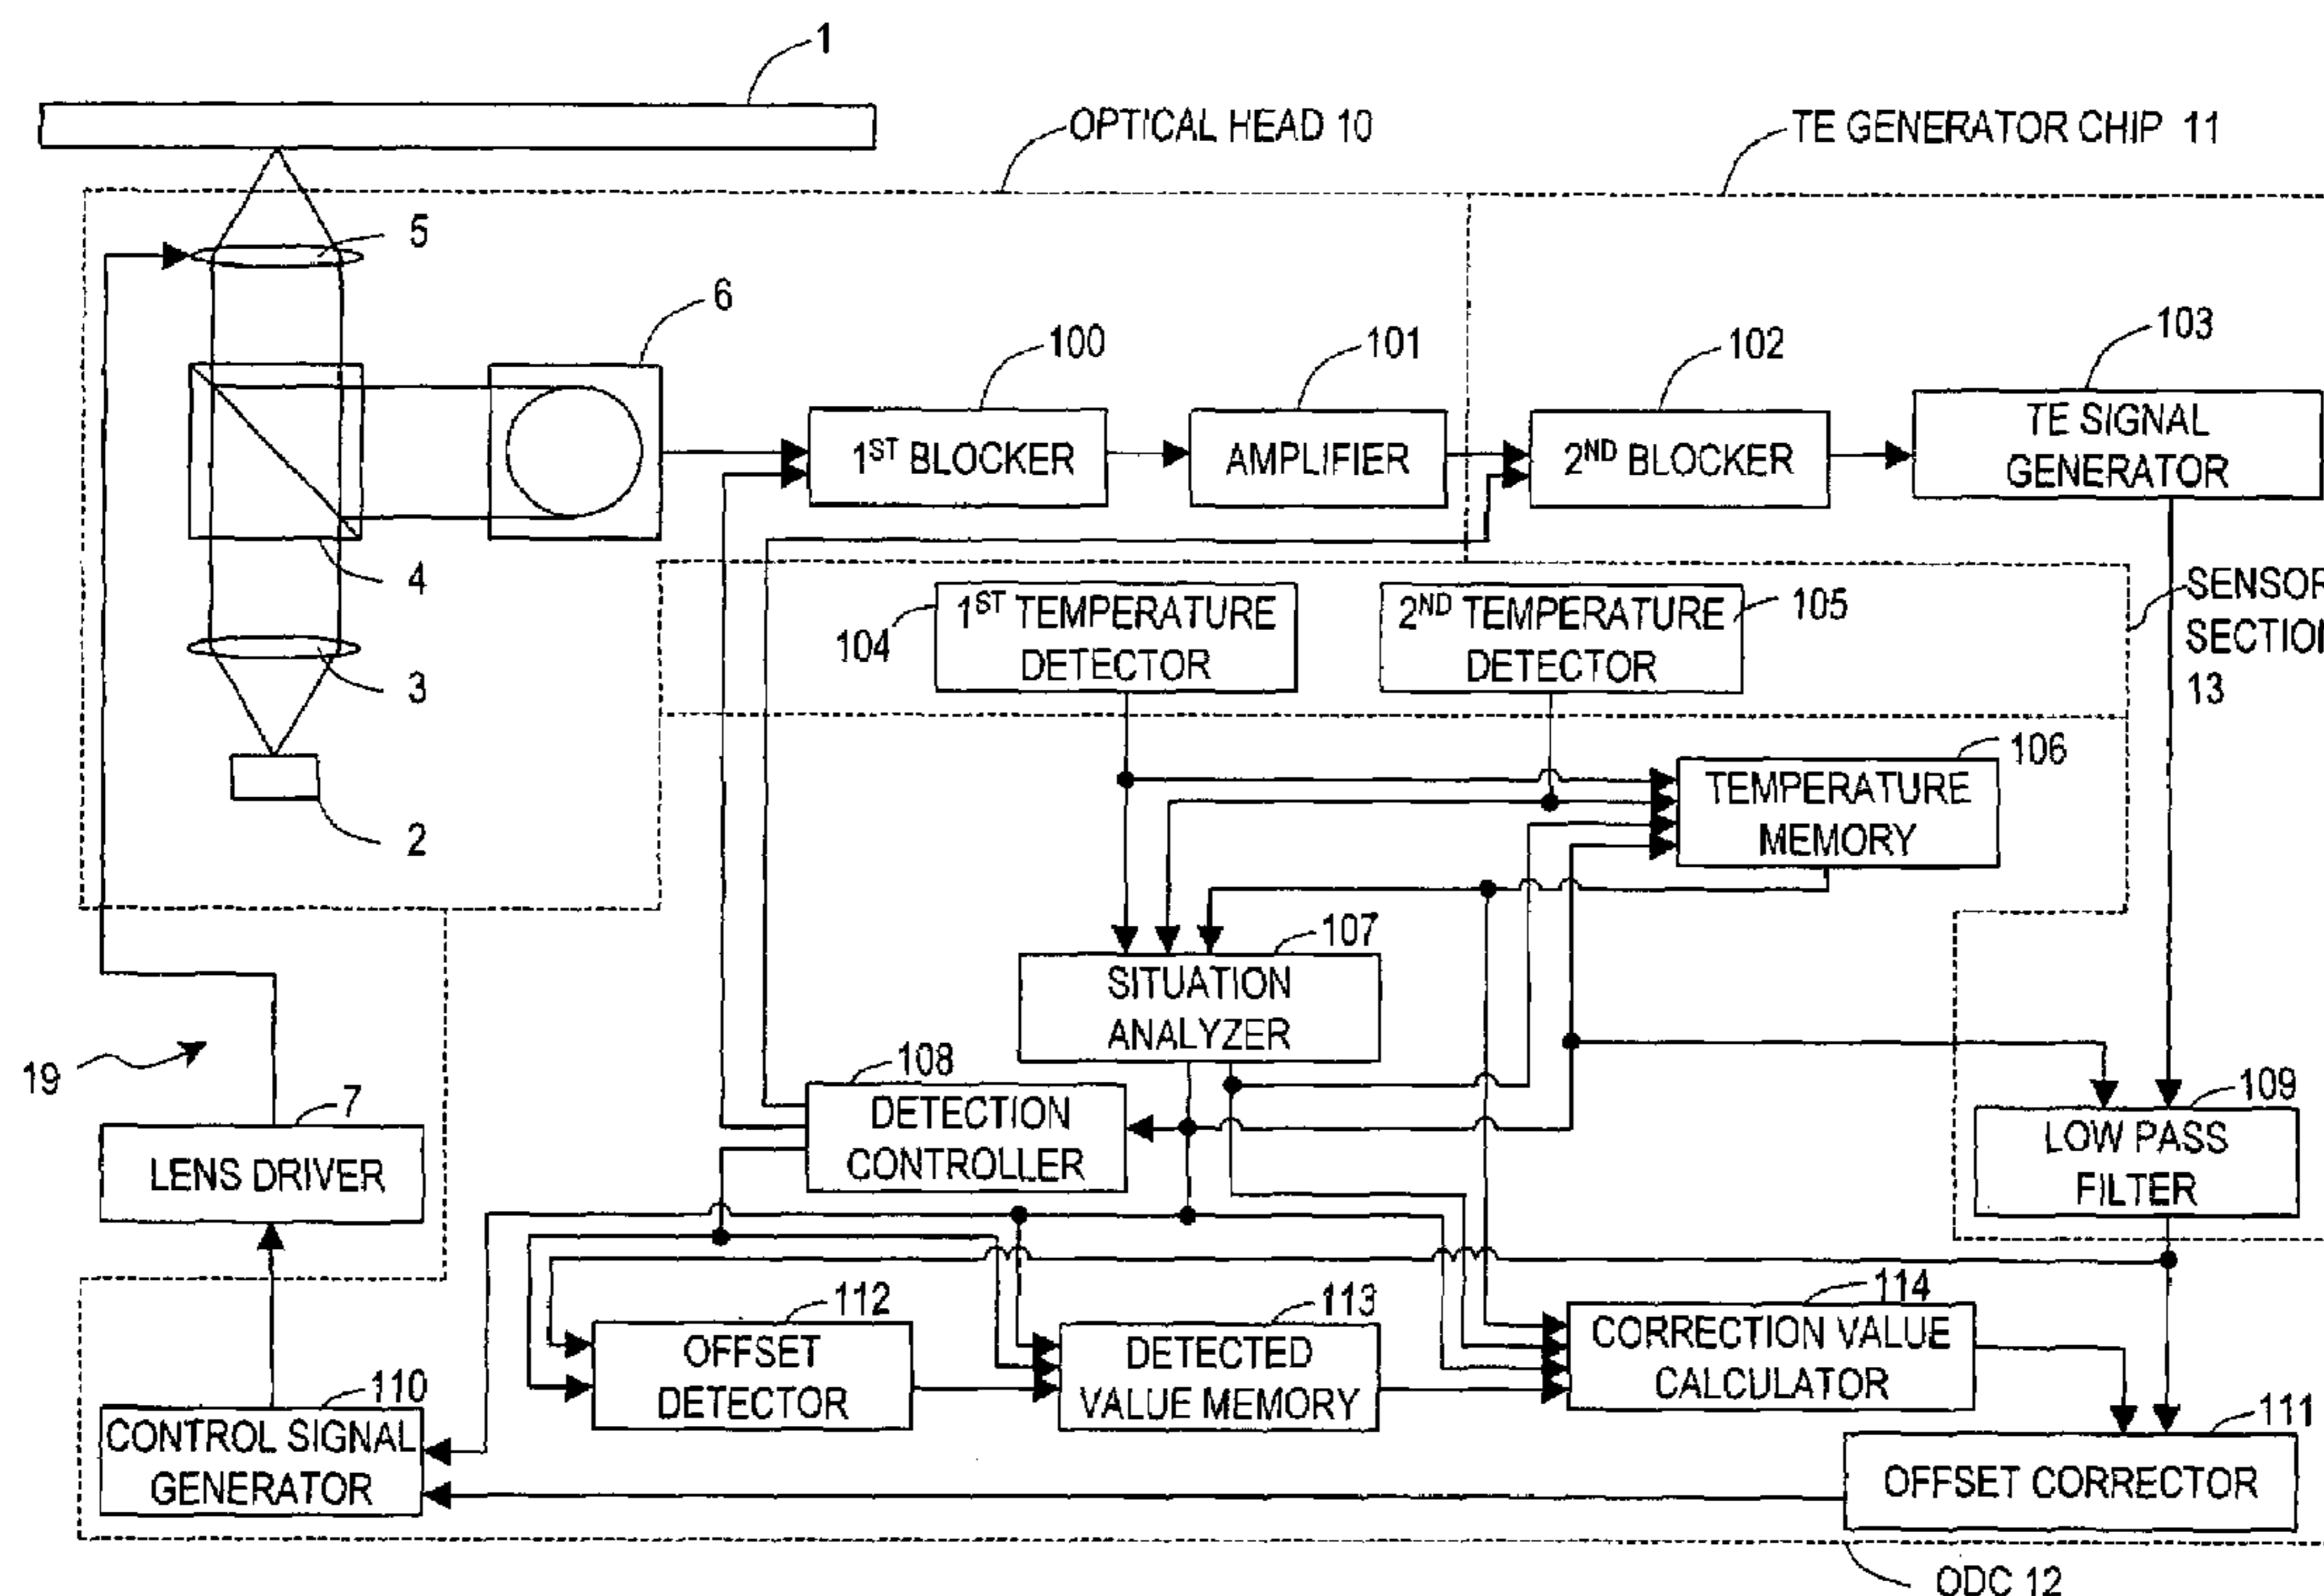 1
OPTICAL HEAD 10
TE GENERATOR CHIP 11
5
6
100
101
102
103
1ST BLOCKER
AMPLIFIER
2ND BLOCKER
TE SIGNAL
GENERATOR
4
3
2
104
1ST TEMPERATURE
DETECTOR
2ND TEMPERATURE
DETECTOR
105
SENSOR
SECTION
13
106
TEMPERATURE
MEMORY
107
SITUATION
ANALYZER
19
108
DETECTION
CONTROLLER
7
LENS DRIVER
109
LOW PASS
FILTER
112
OFFSET
DETECTOR
113
DETECTED
VALUE MEMORY
114
CORRECTION VALUE
CALCULATOR
110
CONTROL SIGNAL
GENERATOR
111
OFFSET CORRECTOR
ODC 12